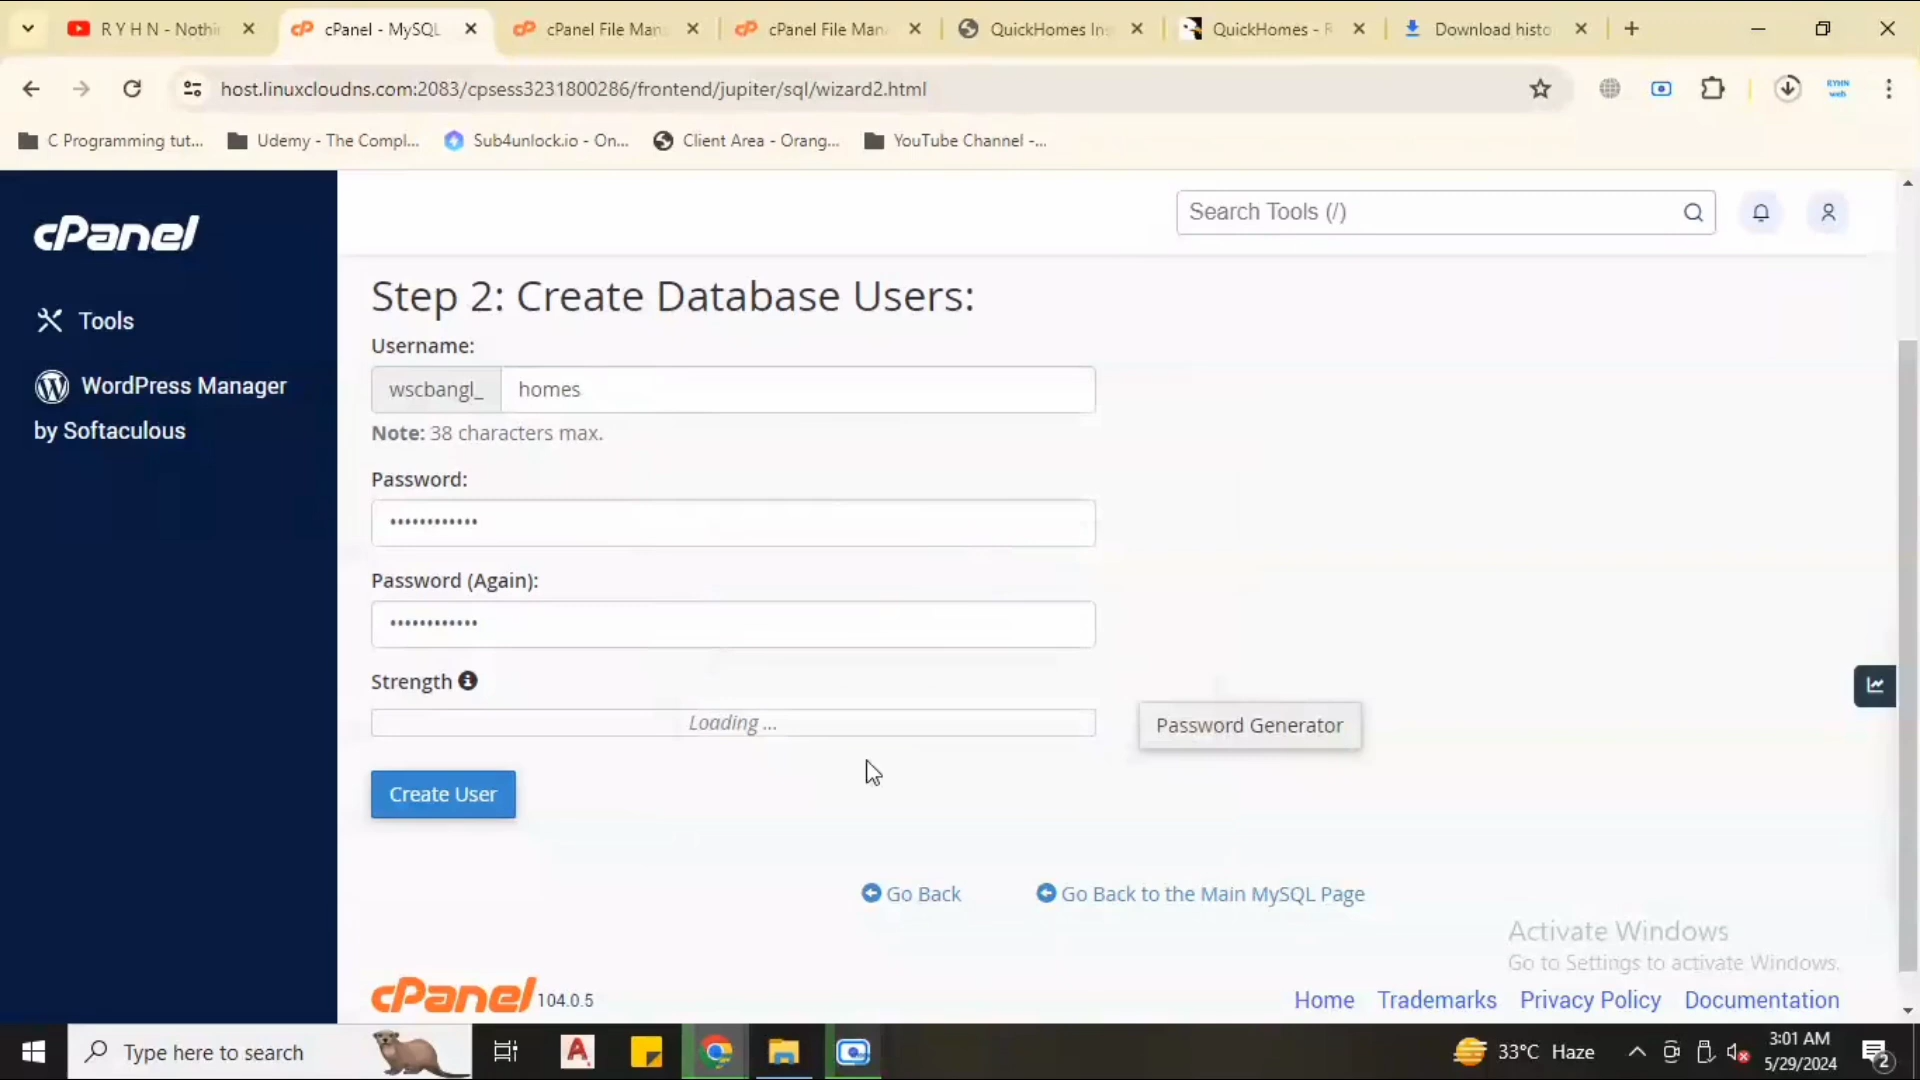 R Y H N - Nothin
cPanel - MySQL
cPanel File Man
cPanel File Man
QuickHomes Ins
QuickHomes - R
Download histo
host.linuxcloudns.com:2083/cpsess3231800286/frontend/jupiter/sql/wizard2.html
RYHN
web
C Programming tut...
Udemy - The Compl...
Sub4unlock.io - On...
Client Area - Orang...
YouTube Channel -...
cPanel
Search Tools (/)
Tools
WordPress Manager
by Softaculous
Step 2: Create Database Users:
Username:
wscbangl_ homes
Note: 38 characters max.
Password:
••••••••••••
Password (Again):
••••••••••••
Strength
Loading ...
Password Generator
Create User
Go Back
Go Back to the Main MySQL Page
Activate Windows
Go to Settings to activate Windows.
cPanel 104.0.5
Home Trademarks Privacy Policy Documentation
Type here to search
33°C Haze
3:01 AM
5/29/2024
2